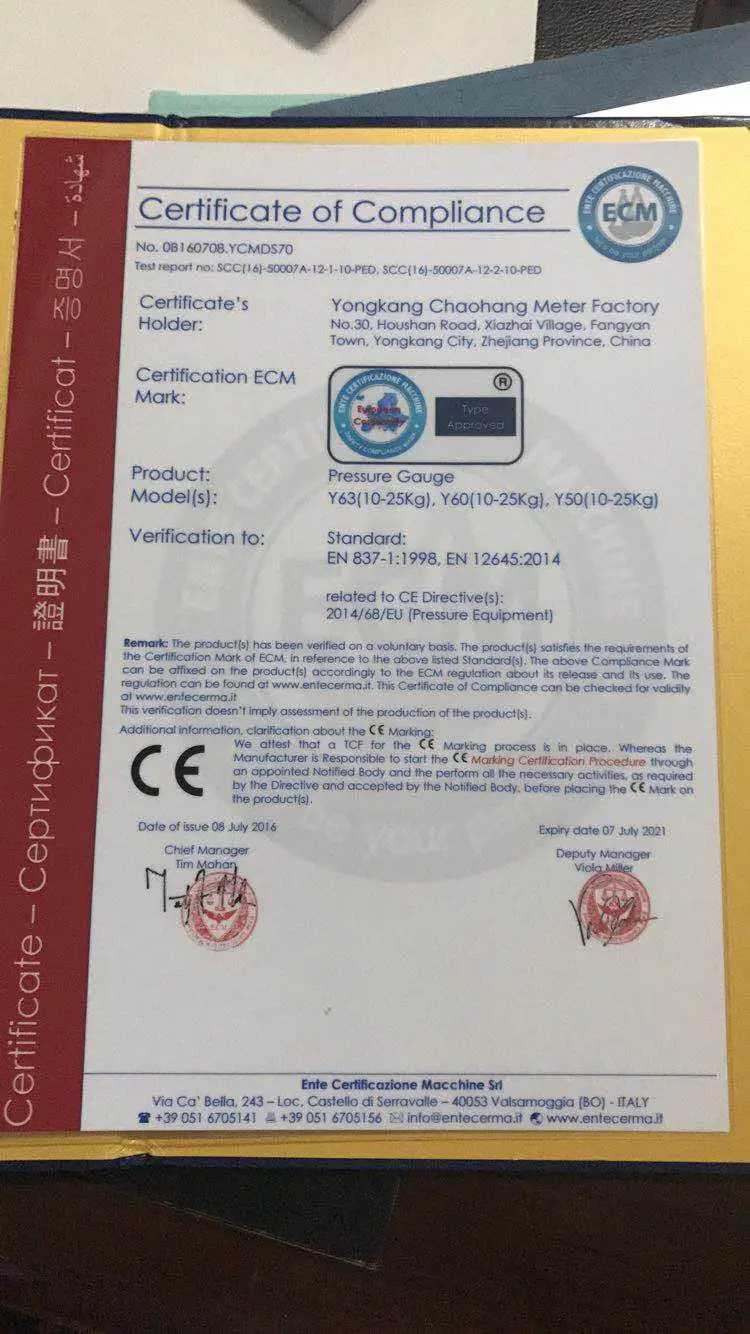 Certificate – Сертификат – 證明書 – Certificat – 증명서 – شهادة
Certificate of Compliance
ENTE CERTIFICAZIONE MACCHINE
ECM
No. 0B160708.YCMDS70
Test report no: SCC(16)-50007A-12-1-10-PED, SCC(16)-50007A-12-2-10-PED
Certificate's Holder:
Yongkang Chaohang Meter Factory
No.30, Houshan Road, Xiazhai Village, Fangyan
Town, Yongkang City, Zhejiang Province, China
Certification ECM
Mark:
ENTE CERTIFICAZIONE MACCHINE
European
Conformity
®
Type
Approved
Product:
Pressure Gauge
Model(s):
Y63(10-25Kg), Y60(10-25Kg), Y50(10-25Kg)
Verification to:
Standard:
EN 837-1:1998, EN 12645:2014
related to CE Directive(s):
2014/68/EU (Pressure Equipment)
Remark: The product(s) has been verified on a voluntary basis. The product(s) satisfies the requirements of
the Certification Mark of ECM, in reference to the above listed Standard(s). The above Compliance Mark
can be affixed on the product(s) accordingly to the ECM regulation about its release and its use. The
regulation can be found at www.entecerma.it. This Certificate of Compliance can be checked for validity
at www.entecerma.it
This verification doesn't imply assessment of the production of the product(s).
Additional information, clarification about the CE Marking:
CE
We attest that a TCF for the CE Marking process is in place. Whereas the
Manufacturer is Responsible to start the CE Marking Certification Procedure through
an appointed Notified Body and the perform all the necessary activities, as required
by the Directive and accepted by the Notified Body, before placing the CE Mark on
the product(s).
Date of issue 08 July 2016
Expiry date 07 July 2021
Chief Manager
Tim Mahan
Deputy Manager
Viola Miller
Ente Certificazione Macchine Srl
Via Ca' Bella, 243 – Loc. Castello di Serravalle – 40053 Valsamoggia (BO) - ITALY
+39 051 6705141 +39 051 6705156 info@entecerma.it www.entecerma.it